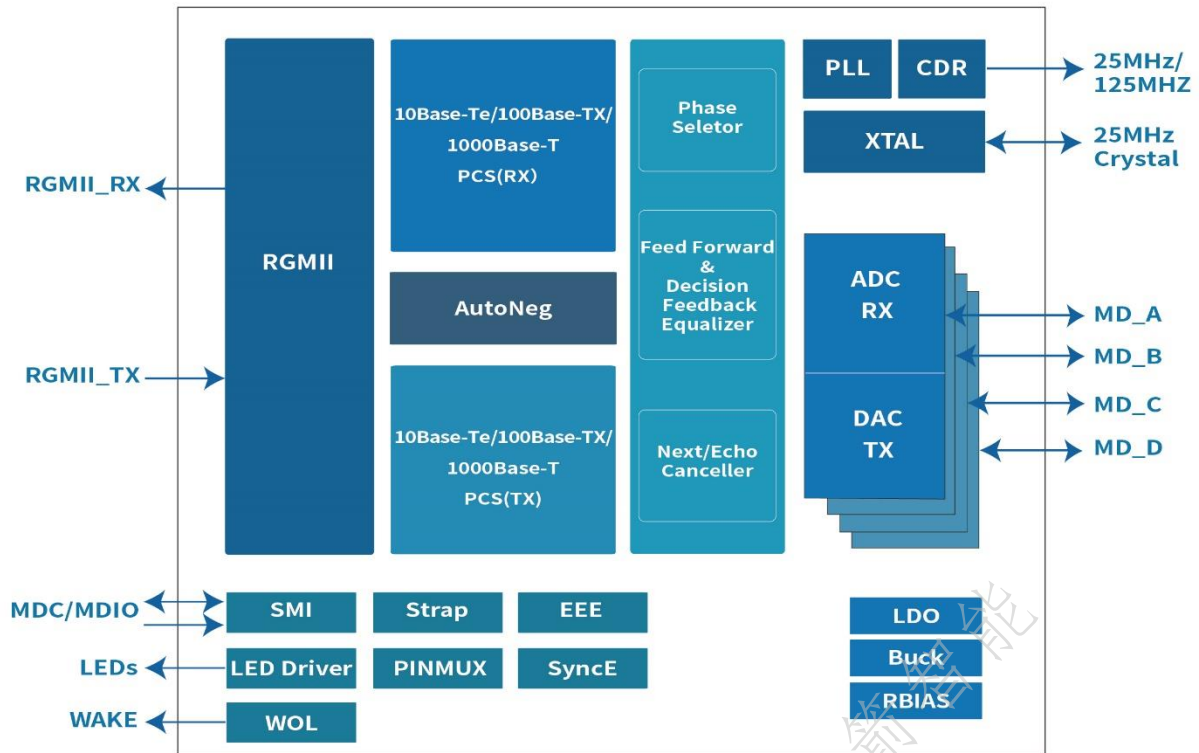 RGMII_RX
RGMII_TX
RGMII
10Base-Te/100Base-TX/
1000Base-T
PCS(RX)
AutoNeg
10Base-Te/100Base-TX/
1000Base-T
PCS(TX)
Phase
Seletor
Feed Forward
&
Decision
Feedback
Equalizer
Next/Echo
Canceller
PLL
CDR
25MHz/
125MHZ
XTAL
25MHz
Crystal
ADC
RX
DAC
TX
MD_A
MD_B
MD_C
MD_D
MDC/MDIO
SMI
Strap
EEE
LEDs
LED Driver
PINMUX
SyncE
WAKE
WOL
LDO
Buck
RBIAS
箭智能